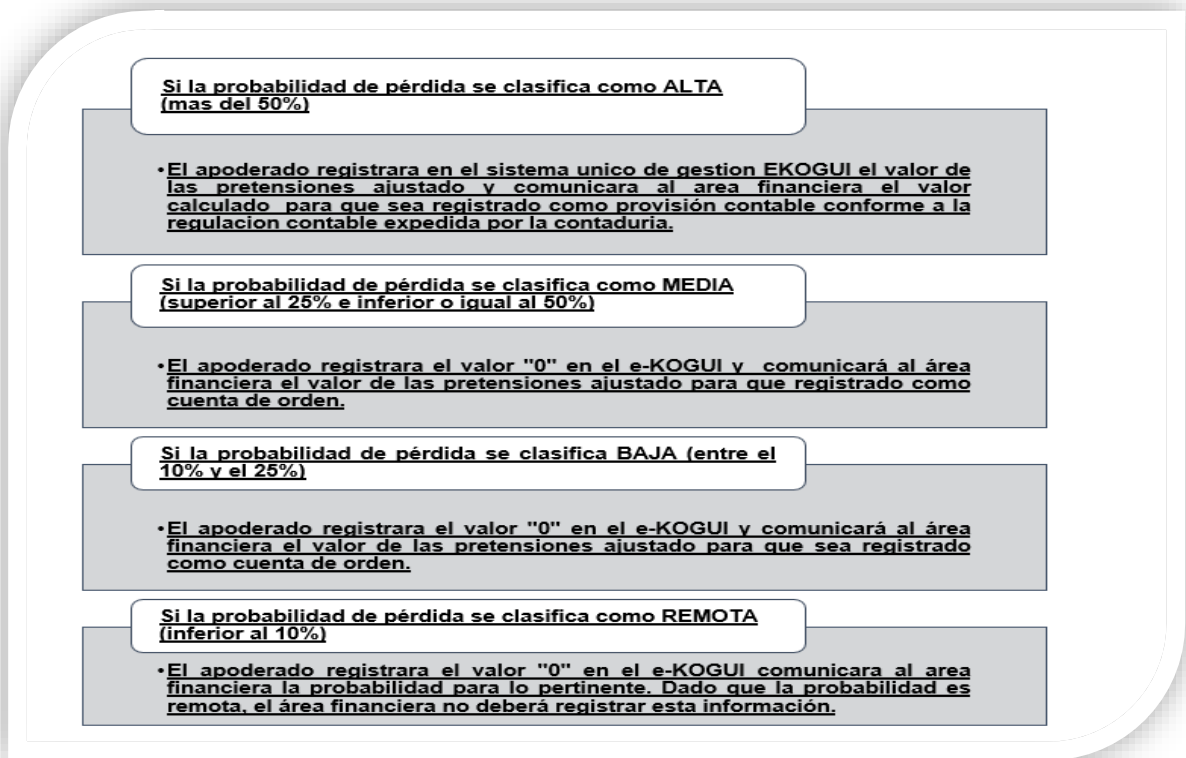 Si la probabilidad de pérdida se clasifica como ALTA
(mas del 50%)
•El apoderado registrara en el sistema unico de gestion EKOGUI el valor de
las pretensiones ajustado y comunicara al area financiera el valor
calculado para que sea registrado como provisión contable conforme a la
regulacion contable expedida por la contaduria.
Si la probabilidad de pérdida se clasifica como MEDIA
(superior al 25% e inferior o igual al 50%)
•El apoderado registrara el valor "0" en el e-KOGUI y comunicará al área
financiera el valor de las pretensiones ajustado para que registrado como
cuenta de orden.
Si la probabilidad de pérdida se clasifica BAJA (entre el
10% y el 25%)
•El apoderado registrara el valor "0" en el e-KOGUI y comunicará al área
financiera el valor de las pretensiones ajustado para que sea registrado
como cuenta de orden.
Si la probabilidad de pérdida se clasifica como REMOTA
(inferior al 10%)
•El apoderado registrara el valor "0" en el e-KOGUI comunicara al area
financiera la probabilidad para lo pertinente. Dado que la probabilidad es
remota, el área financiera no deberá registrar esta información.